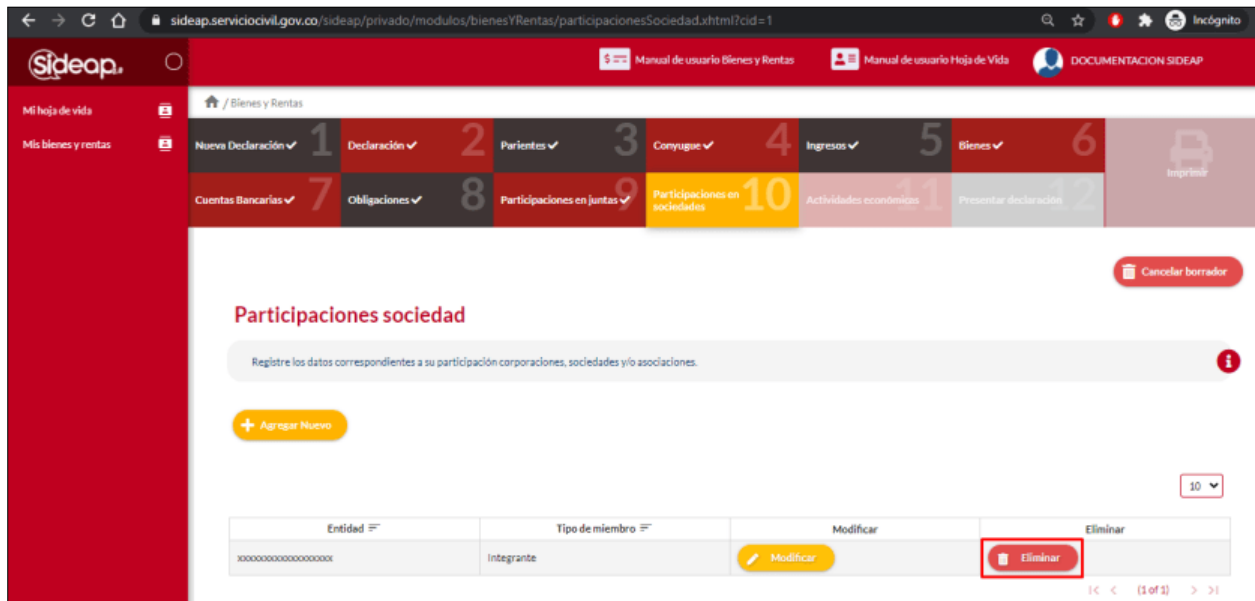 sideap.serviciocivil.gov.co/sideap/privado/modulos/bienesYRentas/participacionesSociedad.xhtml?cid=1
Incógnito
Sideap.
Manual de usuario Bienes y Rentas
Manual de usuario Hoja de Vida
DOCUMENTACION SIDEAP
Mi hoja de vida
Mis bienes y rentas
/ Bienes y Rentas
Nueva Declaración 1
Declaración 2
Parientes 3
Conyugue 4
Ingresos 5
Bienes 6
Imprimir
Cuentas Bancarias 7
Obligaciones 8
Participaciones en juntas 9
Participaciones en
sociedades 10
Actividades económicas 11
Presentar declaración 12
Cancelar borrador
Participaciones sociedad
Registre los datos correspondientes a su participación corporaciones, sociedades y/o asociaciones.
Agregar Nuevo
10
Entidad Tipo de miembro Modificar Eliminar
xxxxxxxxxxxxxxxxxxx Integrante Modificar Eliminar
(1 of 1)